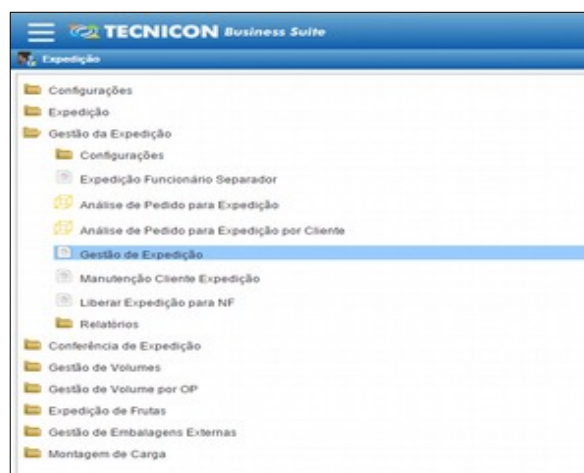 TECNICON Business Suite
Expedição
Configurações
Expedição
Gestão da Expedição
Configurações
Expedição Funcionário Separador
Análise de Pedido para Expedição
Análise de Pedido para Expedição por Cliente
Gestão de Expedição
Manutenção Cliente Expedição
Liberar Expedição para NF
Relatórios
Conferência de Expedição
Gestão de Volumes
Gestão de Volume por OP
Expedição de Frutas
Gestão de Embalagens Externas
Montagem de Carga